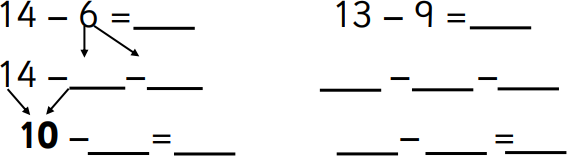 14 – 6 = ____
14 – ____ – ____
10 – ____ = ____
13 – 9 = ____
____ – ____ – ____
____ – ____ = ____